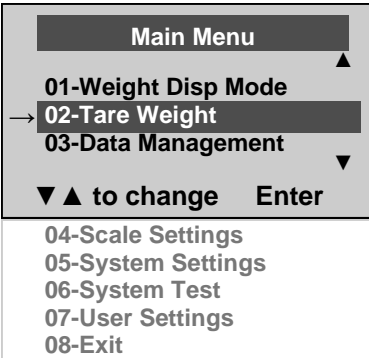 Main Menu
▲
01-Weight Disp Mode
→ 02-Tare Weight
03-Data Management
▼
▼▲ to change Enter
04-Scale Settings
05-System Settings
06-System Test
07-User Settings
08-Exit